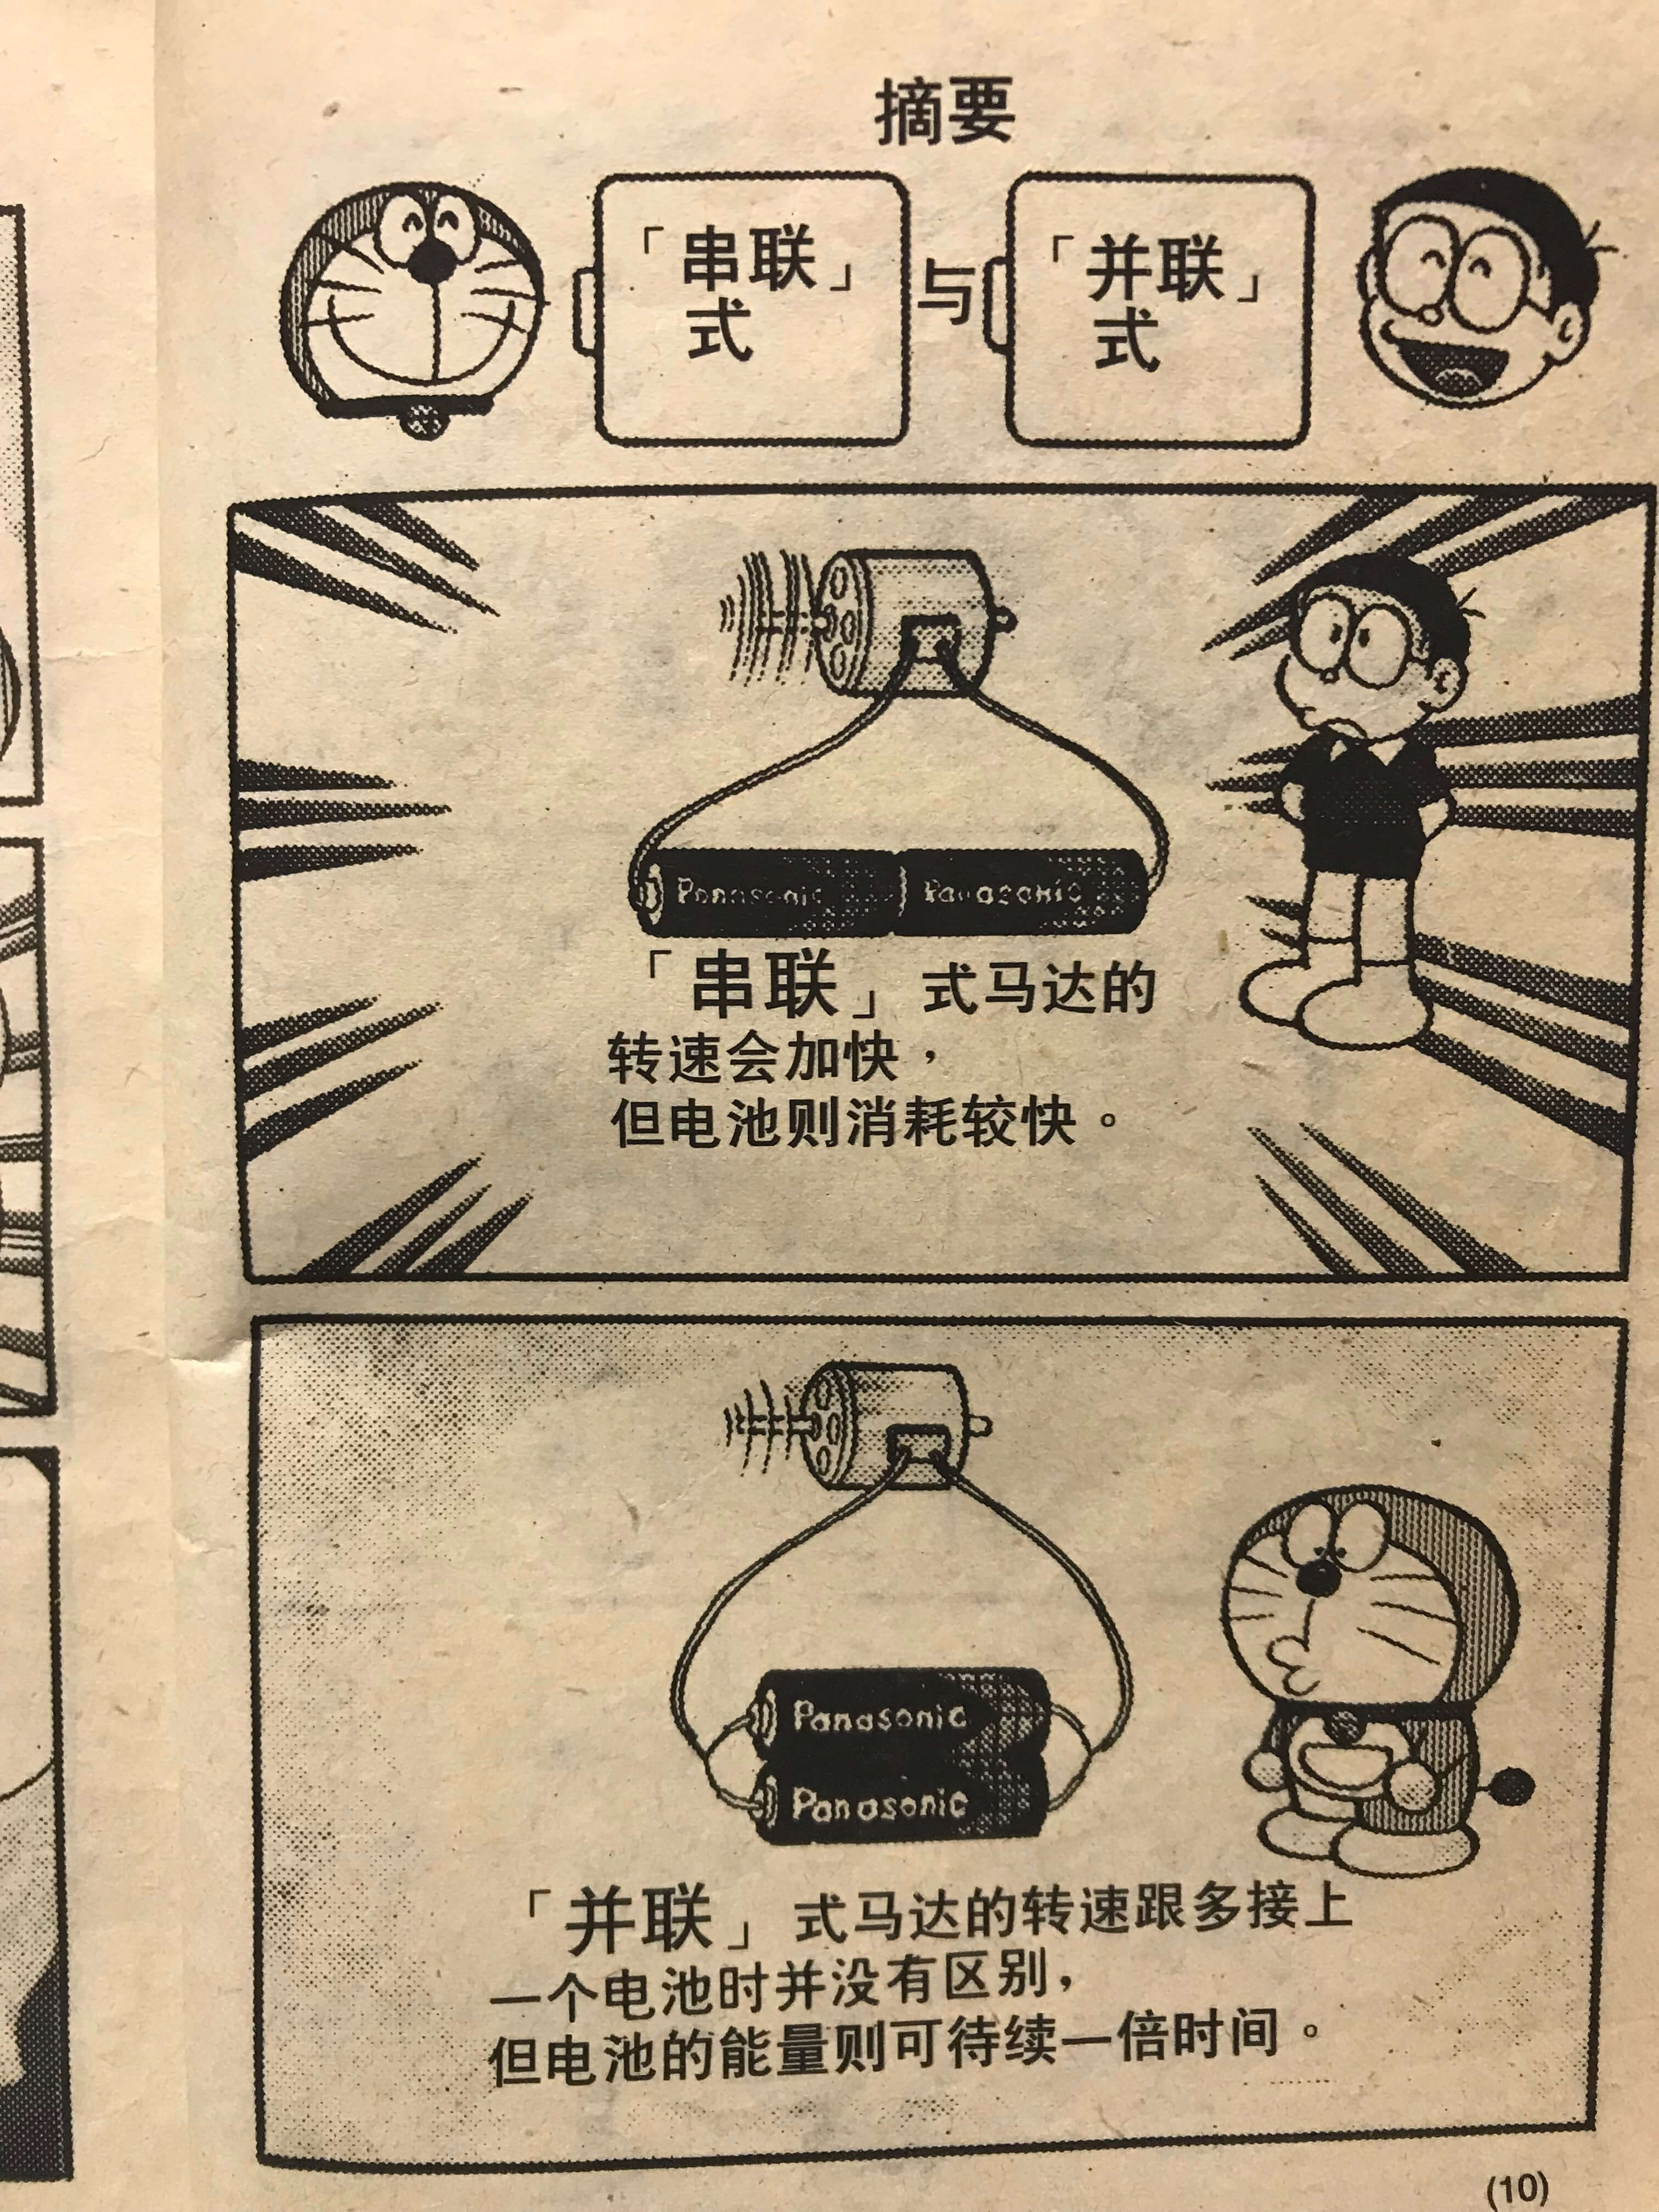 摘要
「串联」
式
与
「并联」
式
Panasonic Panasonic
「串联」式马达的
转速会加快，
但电池则消耗较快。
Panasonic
Panasonic
「并联」式马达的转速跟多接上
一个电池时并没有区别，
但电池的能量则可待续一倍时间。
(10)